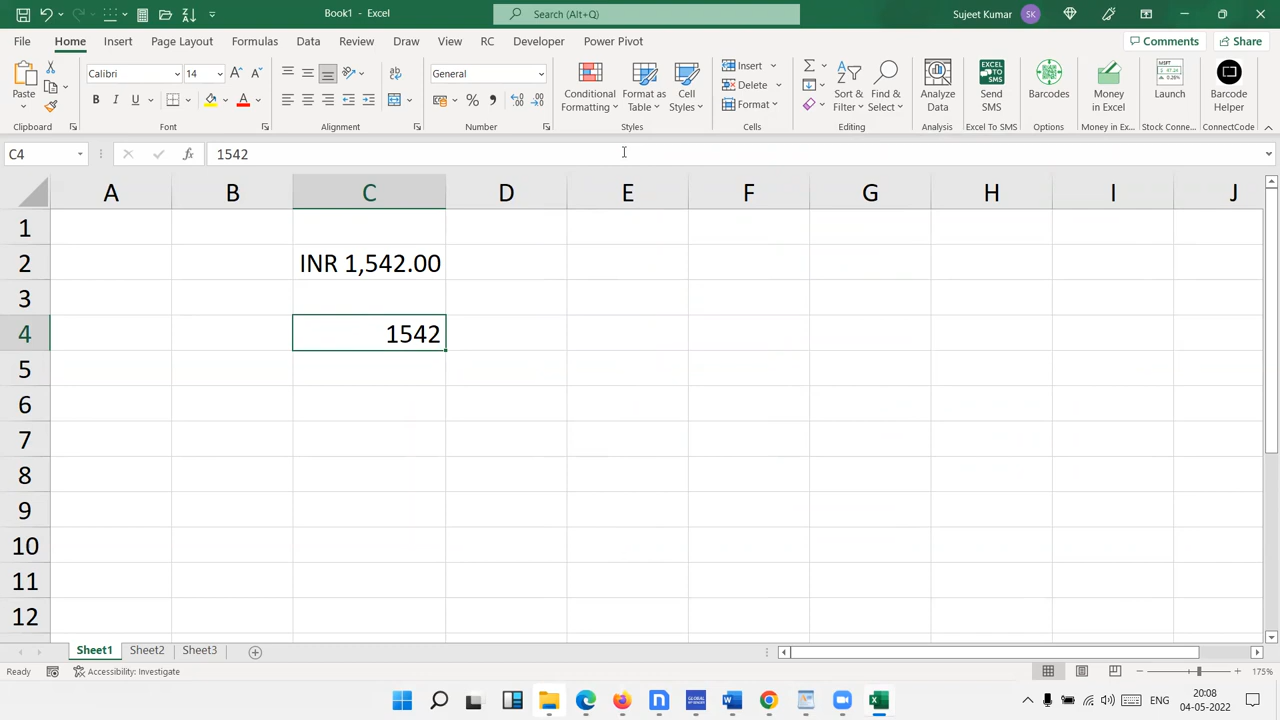 Book1 - Excel
Search (Alt+Q)
Sujeet Kumar SK
File Home Insert Page Layout Formulas Data Review View Draw RC Developer Power Pivot Comments Share
Paste
Calibri 14
B I U A
General
% ,
Conditional Formatting
Format as Table
Cell Styles
Insert
Delete
Format
Sort & Filter
Find & Select
Analyze Data
Send SMS
Barcodes
Money in Excel
Launch
Barcode Helper
Clipboard Font Alignment Number Styles Cells Editing Analysis Excel To SMS Options Money in Ex... Stock Conne... ConnectCode
C4 fx 1542
A B C D E F G H I J
1
2 INR 1,542.00
3
4 1542
5
6
7
8
9
10
11
12
Sheet1 Sheet2 Sheet3
Ready Accessibility: Investigate 175%
ENG 20:08
04-05-2022